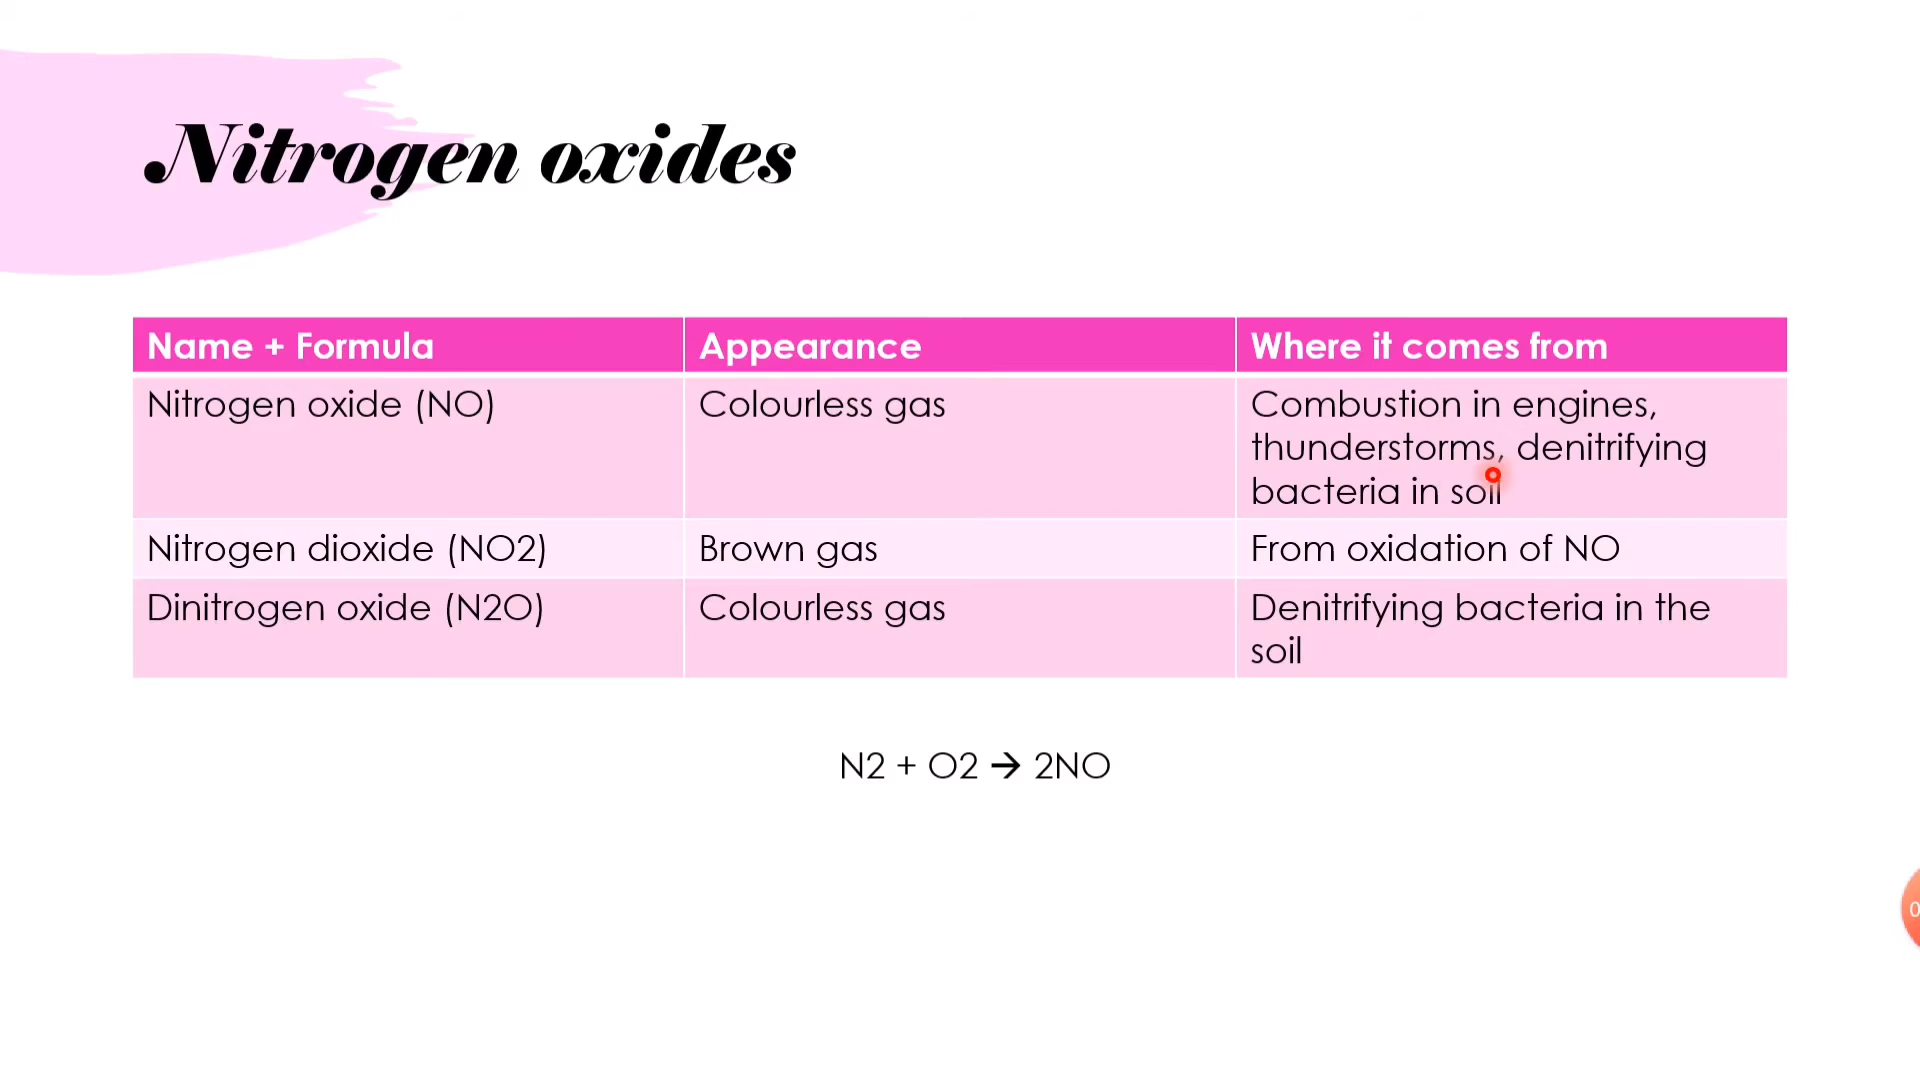 Nitrogen oxides
Name + Formula
Appearance
Where it comes from
Nitrogen oxide (NO)
Colourless gas
Combustion in engines,
thunderstorms, denitrifying
bacteria in soil
Nitrogen dioxide (NO2)
Brown gas
From oxidation of NO
Dinitrogen oxide (N2O)
Colourless gas
Denitrifying bacteria in the
soil
N2 + O2 → 2NO
0